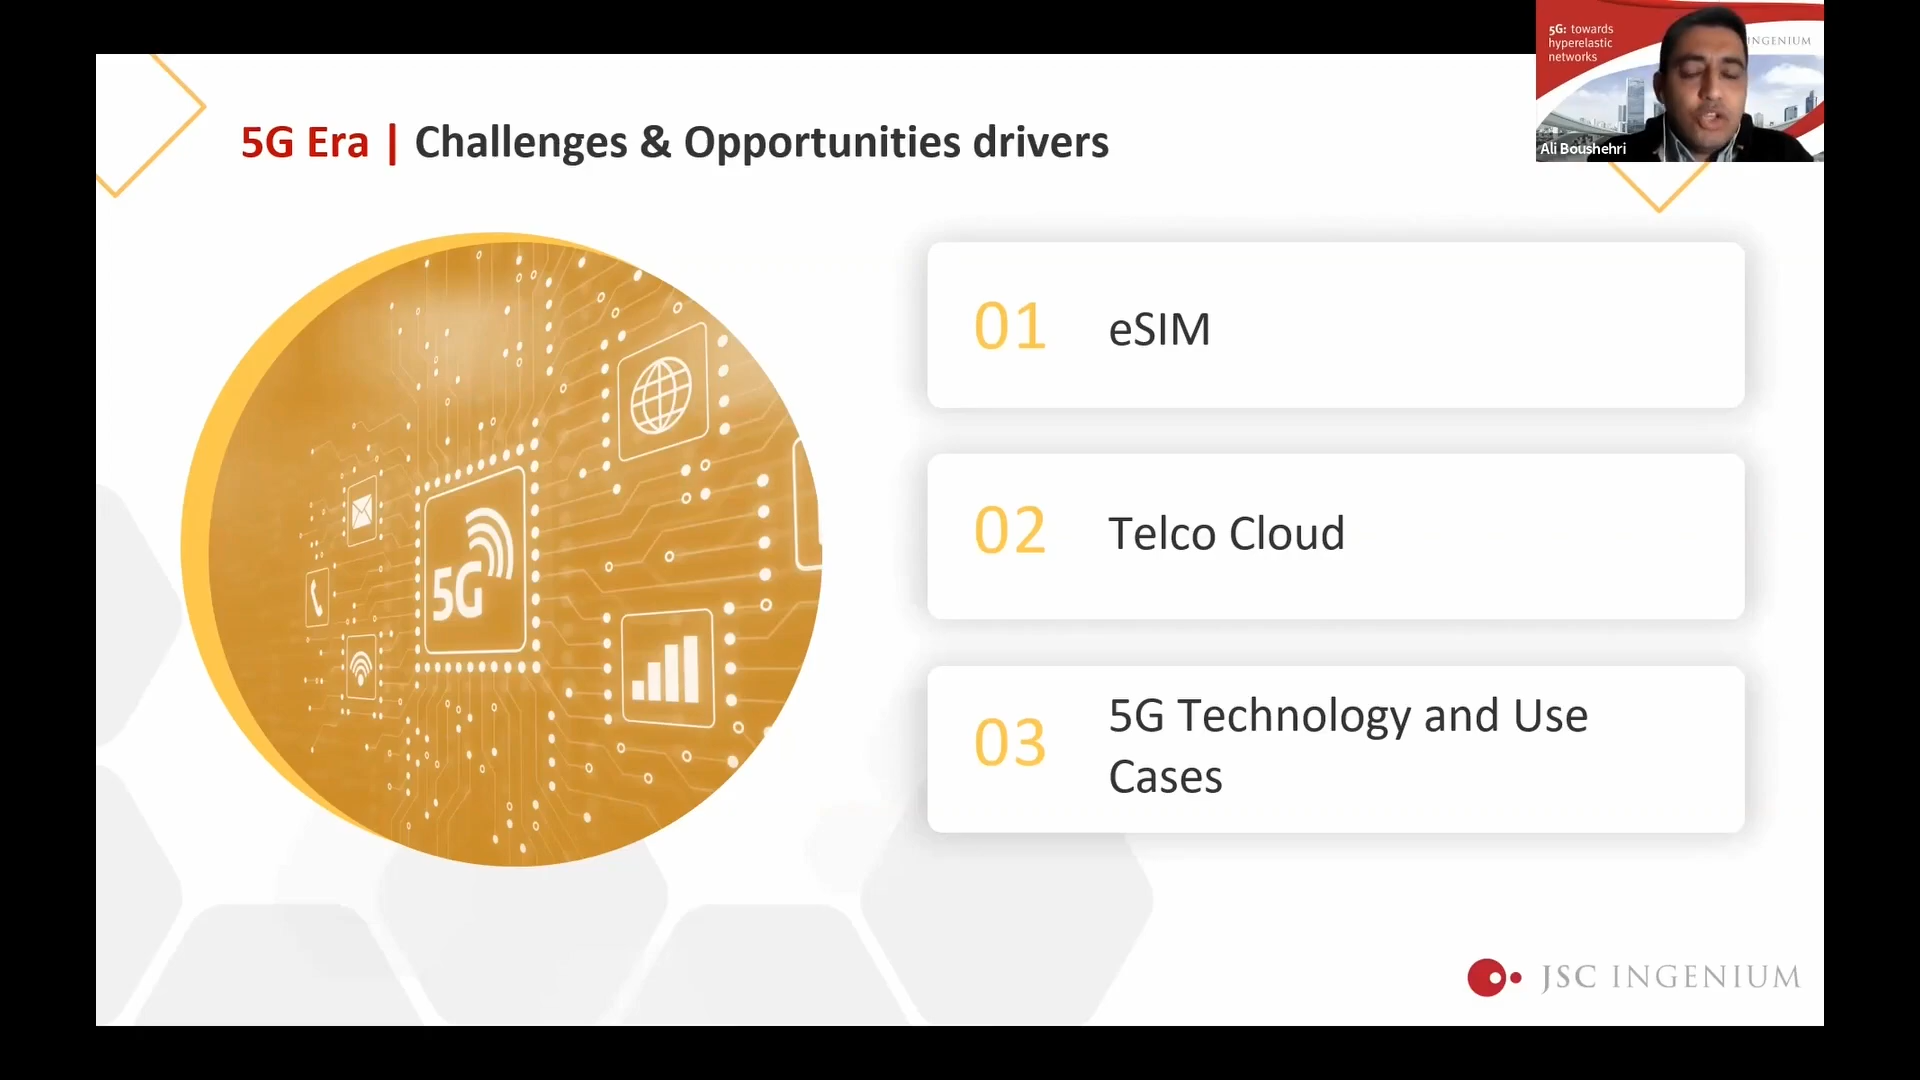 5G: towards
hyperelastic
networks
INGENIUM
Ali Boushehri
5G Era | Challenges & Opportunities drivers
5G
01 eSIM
02 Telco Cloud
03 5G Technology and Use
Cases
JSC INGENIUM